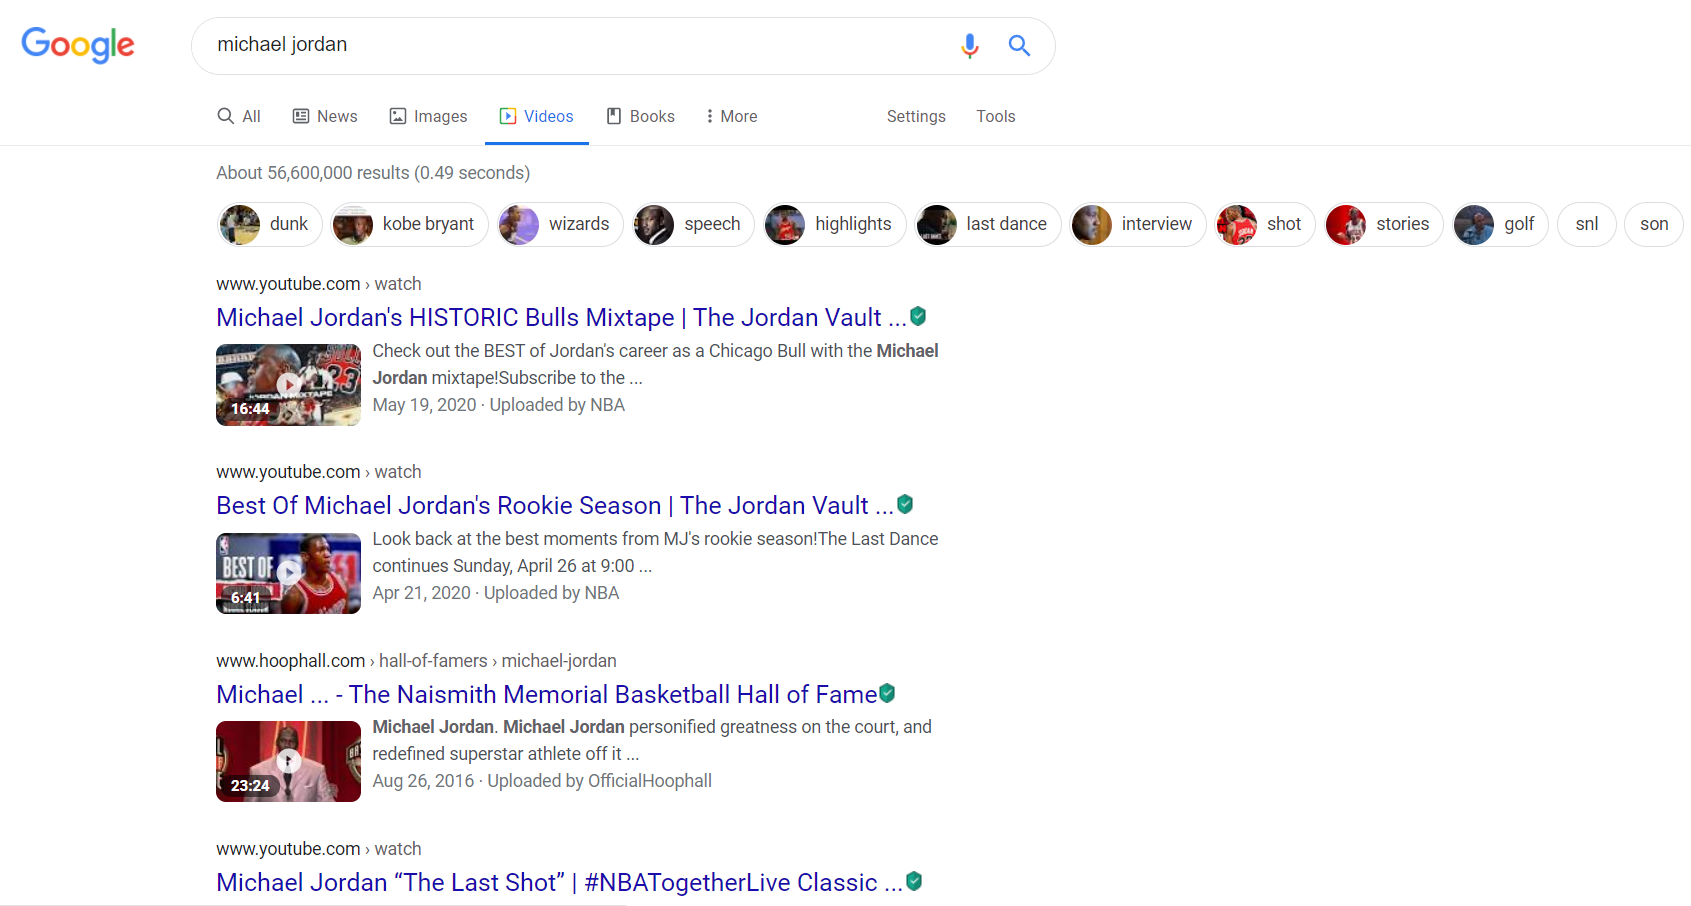 Google
michael jordan
All News Images Videos Books More Settings Tools
About 56,600,000 results (0.49 seconds)
dunk kobe bryant wizards speech highlights last dance interview shot stories golf snl son
www.youtube.com › watch
Michael Jordan's HISTORIC Bulls Mixtape | The Jordan Vault ...
Check out the BEST of Jordan's career as a Chicago Bull with the Michael
Jordan mixtape!Subscribe to the ...
16:44
May 19, 2020 · Uploaded by NBA
www.youtube.com › watch
Best Of Michael Jordan's Rookie Season | The Jordan Vault ...
Look back at the best moments from MJ's rookie season!The Last Dance
BEST OF
continues Sunday, April 26 at 9:00 ...
6:41
Apr 21, 2020 · Uploaded by NBA
www.hoophall.com › hall-of-famers › michael-jordan
Michael ... - The Naismith Memorial Basketball Hall of Fame
Michael Jordan. Michael Jordan personified greatness on the court, and
redefined superstar athlete off it ...
23:24
Aug 26, 2016 · Uploaded by OfficialHoophall
www.youtube.com › watch
Michael Jordan “The Last Shot” | #NBATogetherLive Classic ...